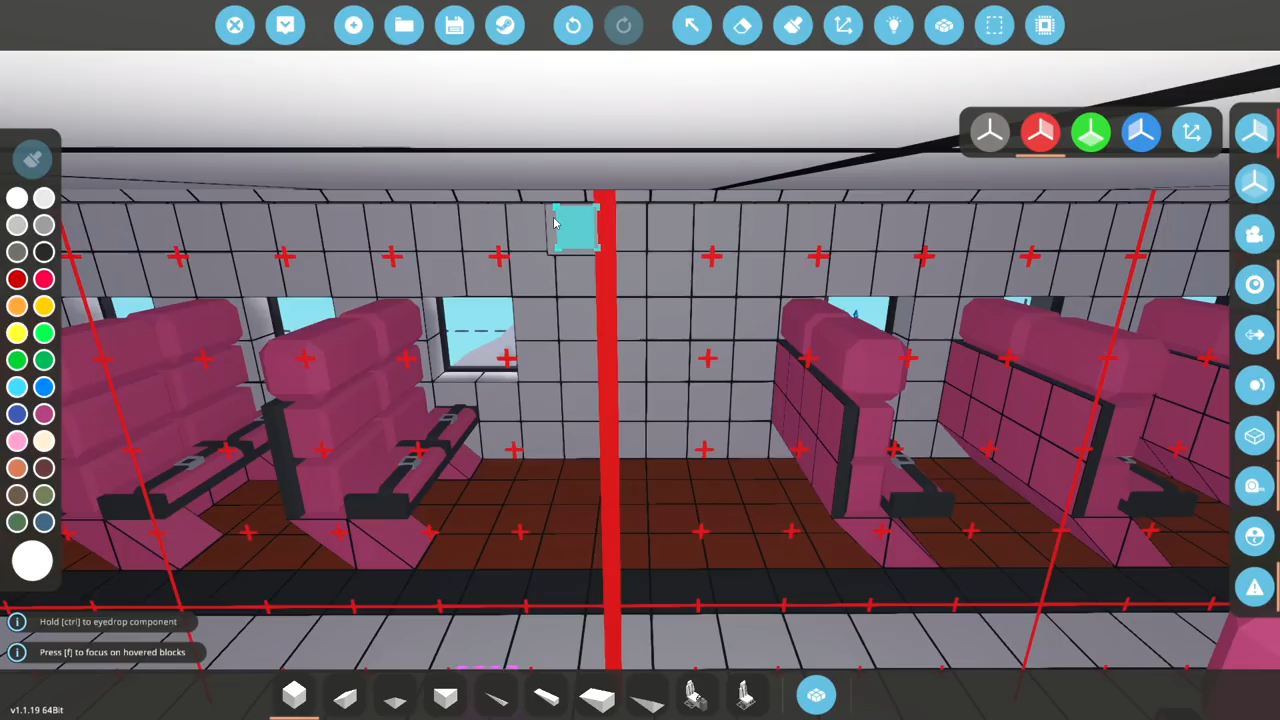 Hold [ctrl] to eyedrop component
Press [f] to focus on hovered blocks
v1.1.19 64Bit